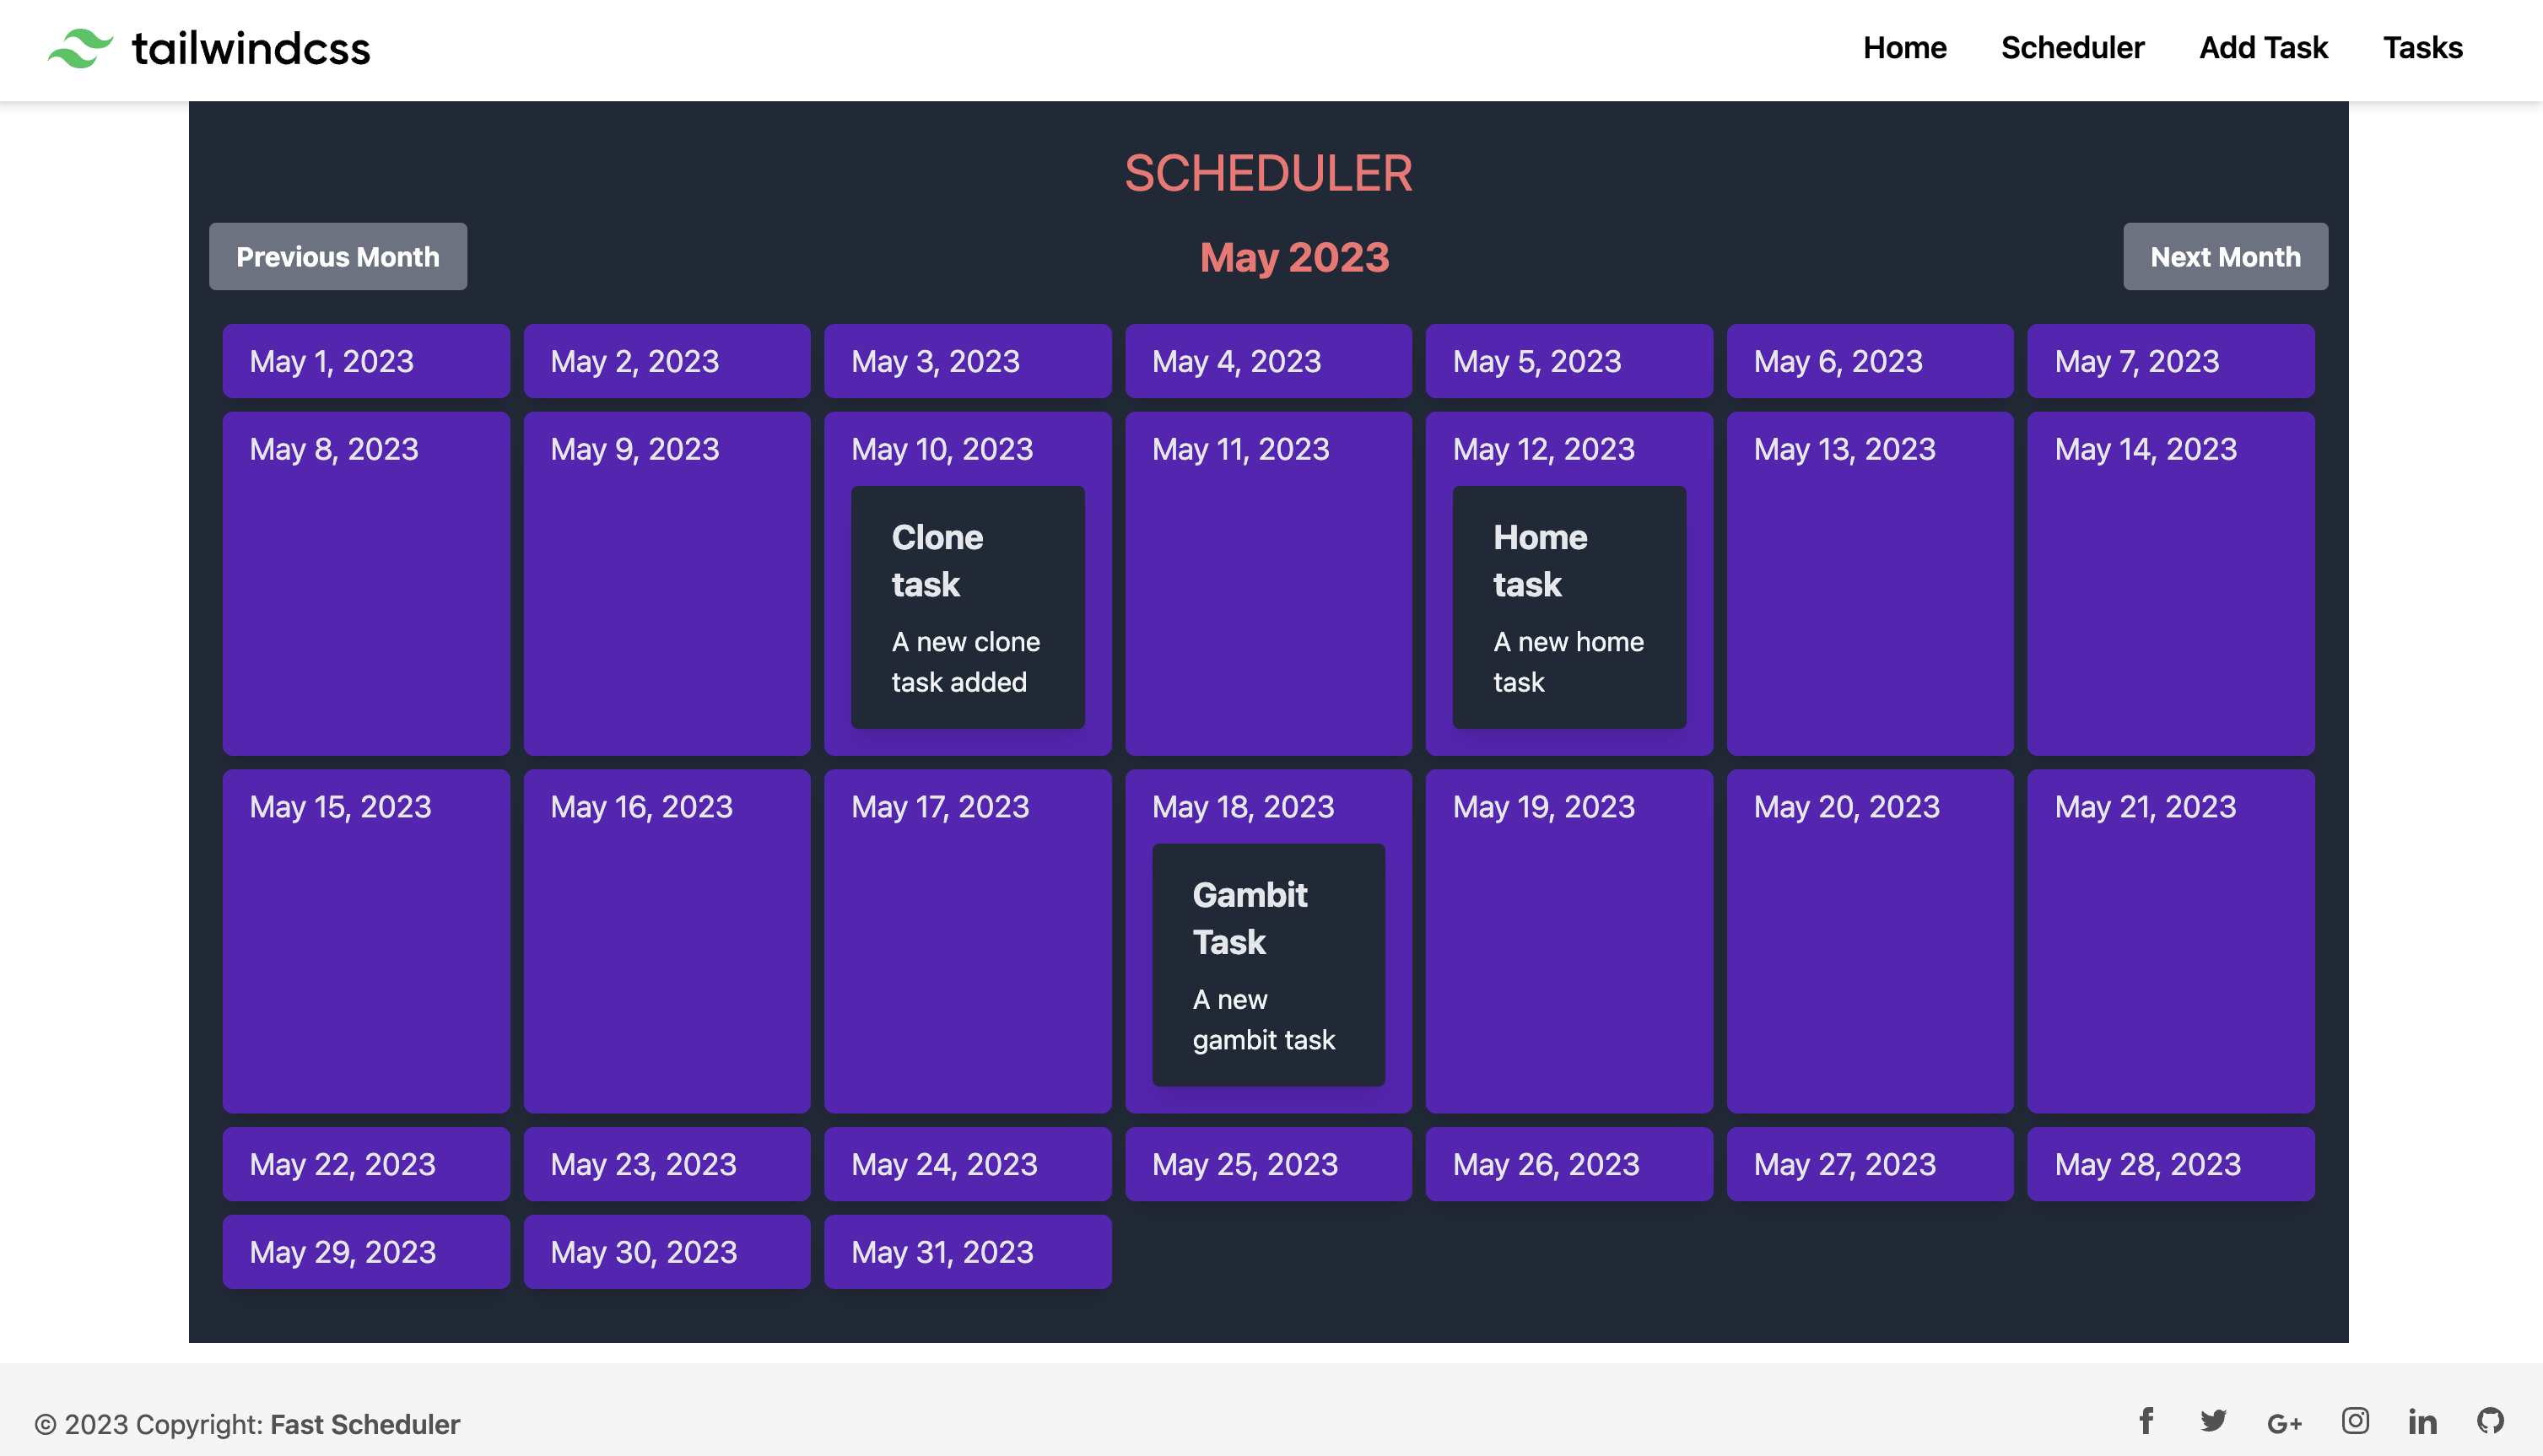 tailwindcss
Home Scheduler Add Task Tasks
SCHEDULER
Previous Month May 2023 Next Month
May 1, 2023 May 2, 2023 May 3, 2023 May 4, 2023 May 5, 2023 May 6, 2023 May 7, 2023
May 8, 2023 May 9, 2023 May 10, 2023 May 11, 2023 May 12, 2023 May 13, 2023 May 14, 2023
Clone
task
A new clone
task added
Home
task
A new home
task
May 15, 2023 May 16, 2023 May 17, 2023 May 18, 2023 May 19, 2023 May 20, 2023 May 21, 2023
Gambit
Task
A new
gambit task
May 22, 2023 May 23, 2023 May 24, 2023 May 25, 2023 May 26, 2023 May 27, 2023 May 28, 2023
May 29, 2023 May 30, 2023 May 31, 2023
© 2023 Copyright: Fast Scheduler